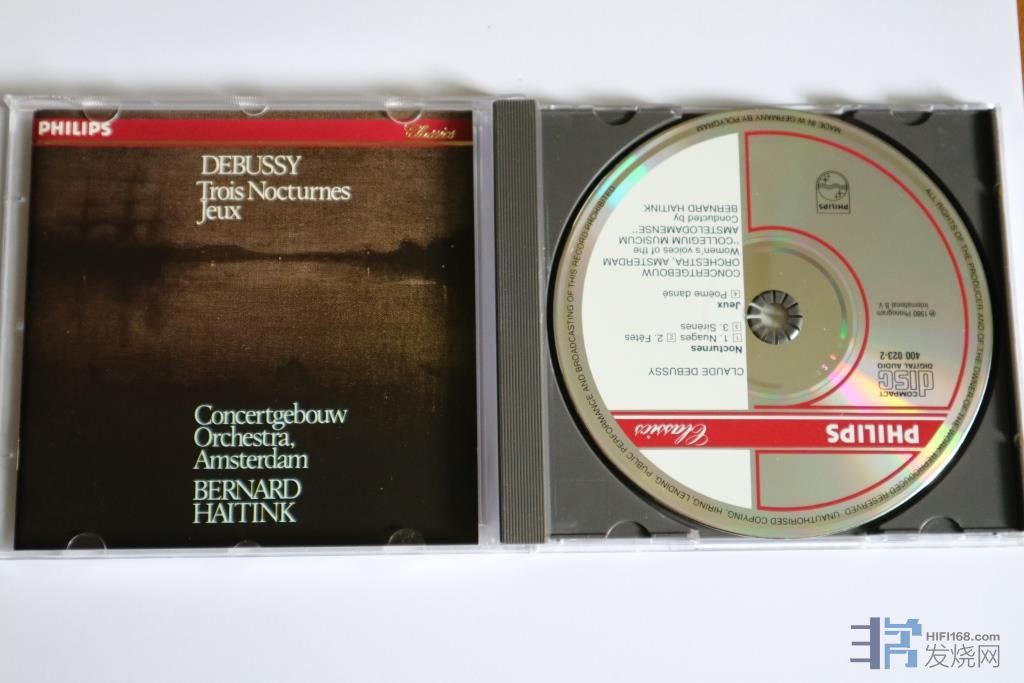 PHILIPS
Classics
DEBUSSY
Trois Nocturnes
Jeux
Concertgebouw
Orchestra,
Amsterdam
BERNARD
HAITINK
PHILIPS
Classics
COMPACT
disc
DIGITAL AUDIO
400 023-2
℗ 1980 Phonogram
International B.V.
PHILIPS
CLAUDE DEBUSSY
Nocturnes
1 1. Nuages 2 2. Fêtes
3 3. Sirènes
Jeux
4 Poème dansé
CONCERTGEBOUW
ORCHESTRA, AMSTERDAM
Women's voices of the
"COLLEGIUM MUSICUM
AMSTELODAMENSE"
Conducted by
BERNARD HAITINK
ALL RIGHTS OF THE PRODUCER AND OF THE OWNER OF THE WORK REPRODUCED RESERVED. UNAUTHORISED COPYING, HIRING, LENDING, PUBLIC PERFORMANCE AND BROADCASTING OF THIS RECORD PROHIBITED
MADE IN W. GERMANY BY POLYGRAM
HIFI168.com
发烧网